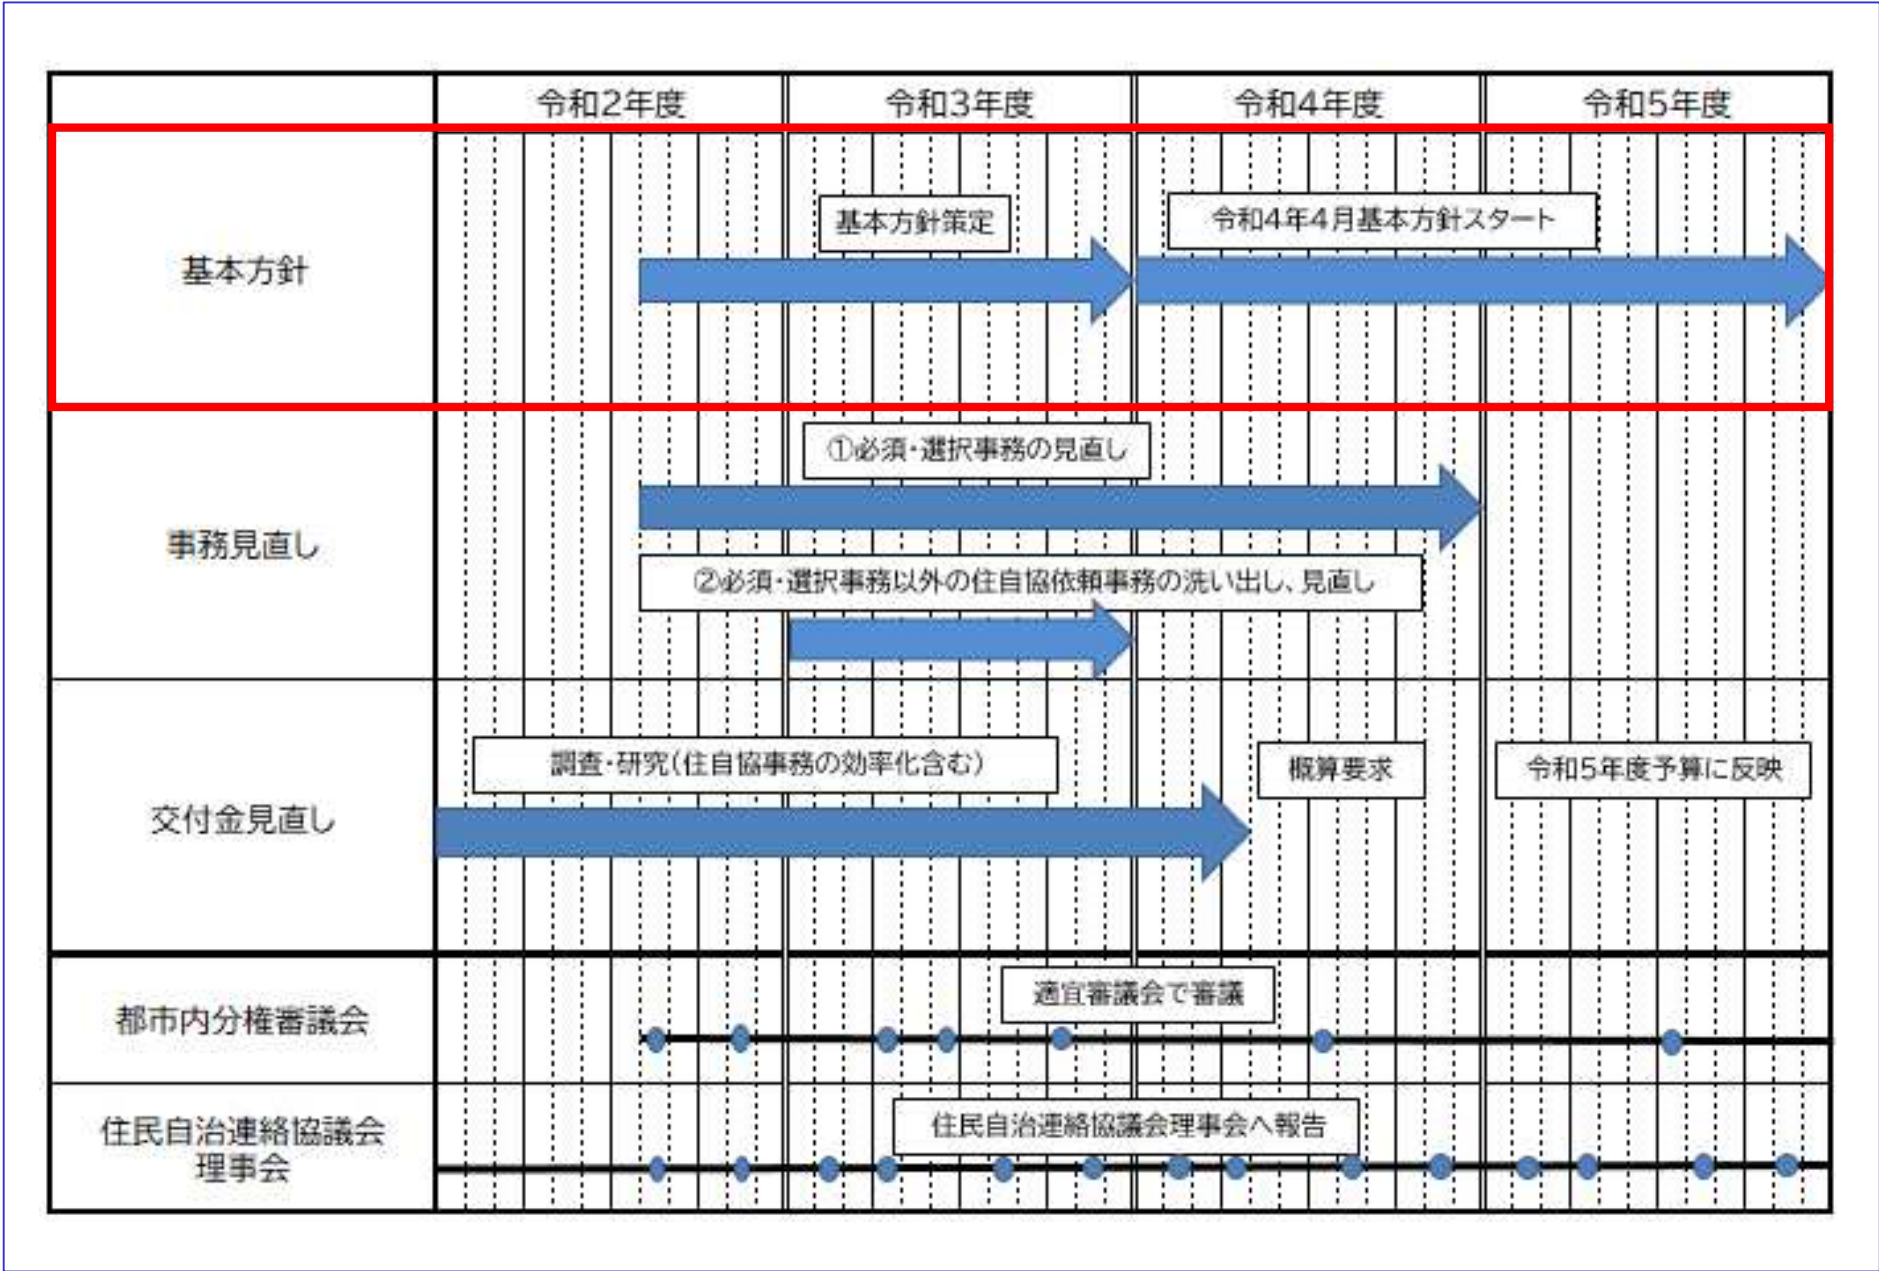 令和2年度 令和3年度 令和4年度 令和5年度
基本方針
基本方針策定
令和4年4月基本方針スタート
事務見直し
①必須・選択事務の見直し
②必須・選択事務以外の住自協依頼事務の洗い出し、見直し
交付金見直し
調査・研究(住自協事務の効率化含む)
概算要求
令和5年度予算に反映
都市内分権審議会
適宜審議会で審議
住民自治連絡協議会
理事会
住民自治連絡協議会理事会へ報告